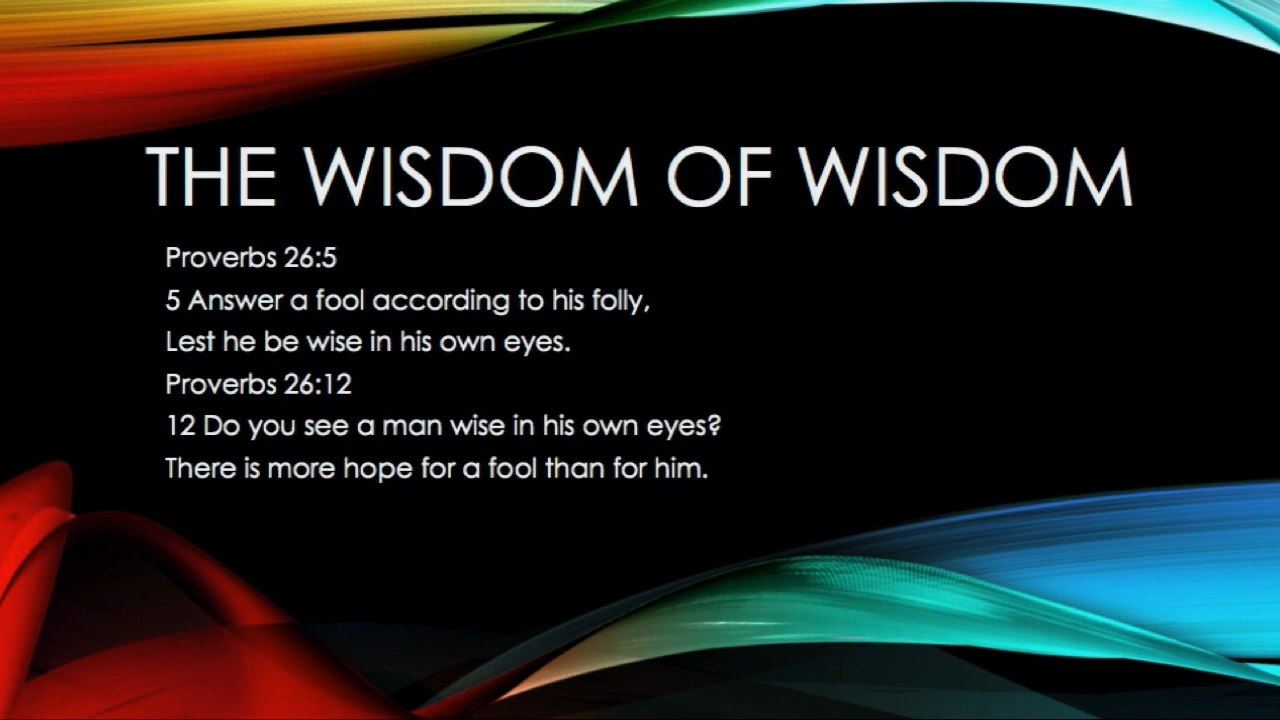 THE WISDOM OF WISDOM
Proverbs 26:5
5 Answer a fool according to his folly,
Lest he be wise in his own eyes.
Proverbs 26:12
12 Do you see a man wise in his own eyes?
There is more hope for a fool than for him.